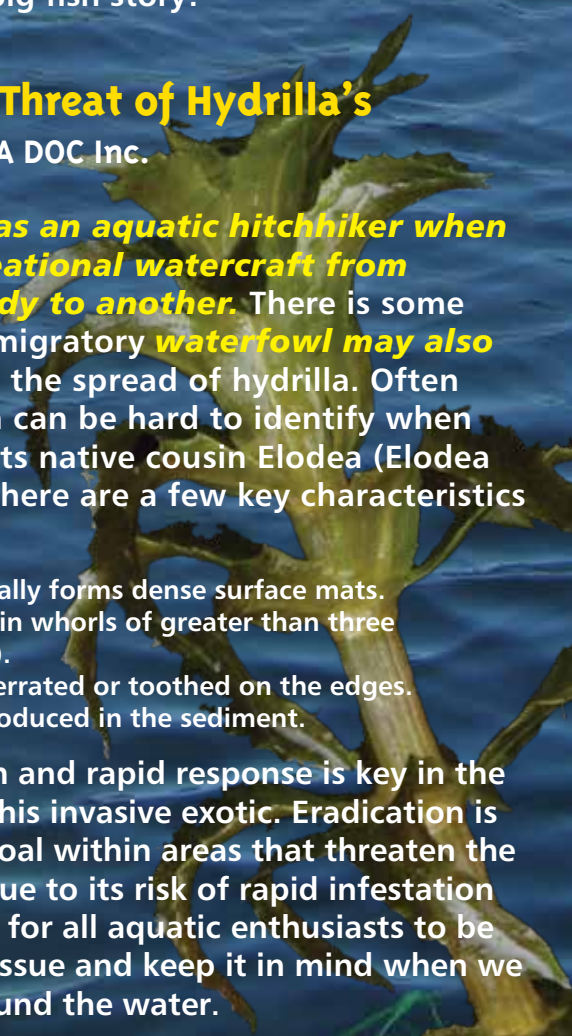 big fish story!
Threat of Hydrilla's
A DOC Inc.
as an aquatic hitchhiker when
eational watercraft from
dy to another. There is some
migratory waterfowl may also
the spread of hydrilla. Often
can be hard to identify when
ts native cousin Elodea (Elodea
here are a few key characteristics
ally forms dense surface mats.
in whorls of greater than three
).
errated or toothed on the edges.
oduced in the sediment.
n and rapid response is key in the
his invasive exotic. Eradication is
oal within areas that threaten the
ue to its risk of rapid infestation
for all aquatic enthusiasts to be
ssue and keep it in mind when we
und the water.